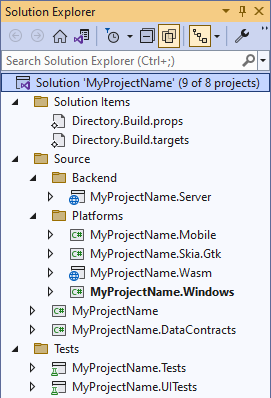 Solution Explorer
Search Solution Explorer (Ctrl+;)
Solution 'MyProjectName' (9 of 8 projects)
Solution Items
Directory.Build.props
Directory.Build.targets
Source
Backend
MyProjectName.Server
Platforms
MyProjectName.Mobile
MyProjectName.Skia.Gtk
MyProjectName.Wasm
MyProjectName.Windows
MyProjectName
MyProjectName.DataContracts
Tests
MyProjectName.Tests
MyProjectName.UITests